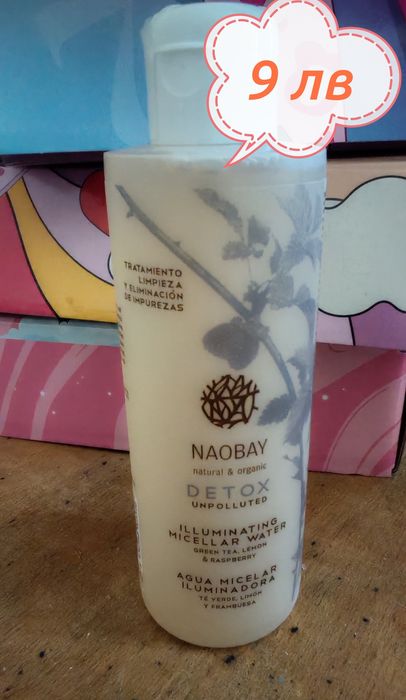 9 лв
TRATAMIENTO
LIMPIEZA
Y ELIMINACIÓN
DE IMPUREZAS
NAOBAY
natural & organic
DETOX
UNPOLLUTED
ILLUMINATING
MICELLAR WATER
GREEN TEA, LEMON
& RASPBERRY
AGUA MICELAR
ILUMINADORA
TÉ VERDE, LIMÓN
Y FRAMBUESA